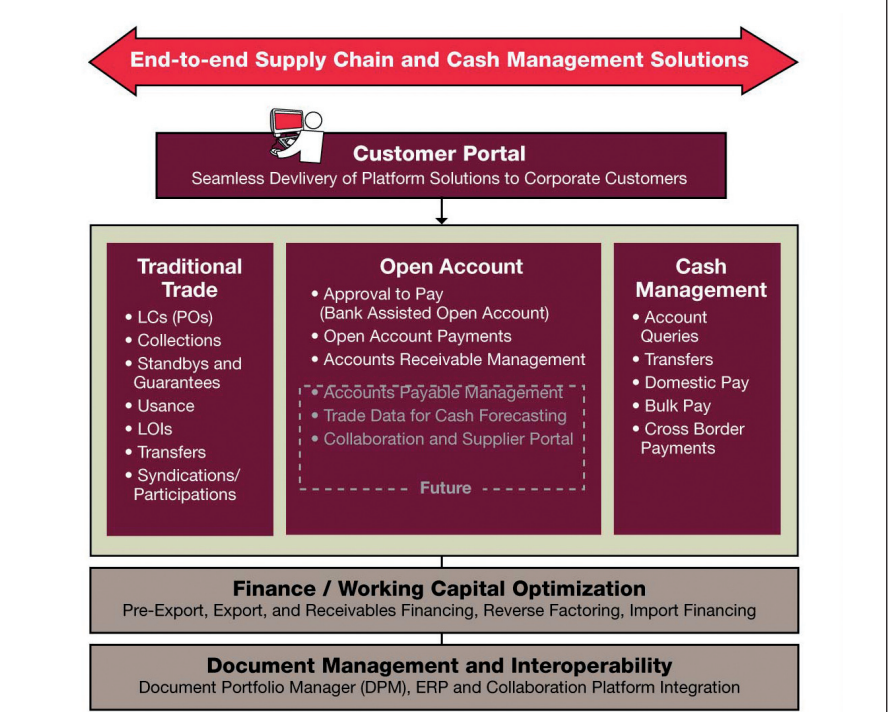 End-to-end Supply Chain and Cash Management Solutions
Customer Portal
Seamless Devlivery of Platform Solutions to Corporate Customers
Traditional
Trade
• LCs (POs)
• Collections
• Standbys and
Guarantees
• Usance
• LOIs
• Transfers
• Syndications/
Participations
Open Account
• Approval to Pay
(Bank Assisted Open Account)
• Open Account Payments
• Accounts Receivable Management
• Accounts Payable Management
• Trade Data for Cash Forecasting
• Collaboration and Supplier Portal
Future
Cash
Management
• Account
Queries
• Transfers
• Domestic Pay
• Bulk Pay
• Cross Border
Payments
Finance / Working Capital Optimization
Pre-Export, Export, and Receivables Financing, Reverse Factoring, Import Financing
Document Management and Interoperability
Document Portfolio Manager (DPM), ERP and Collaboration Platform Integration